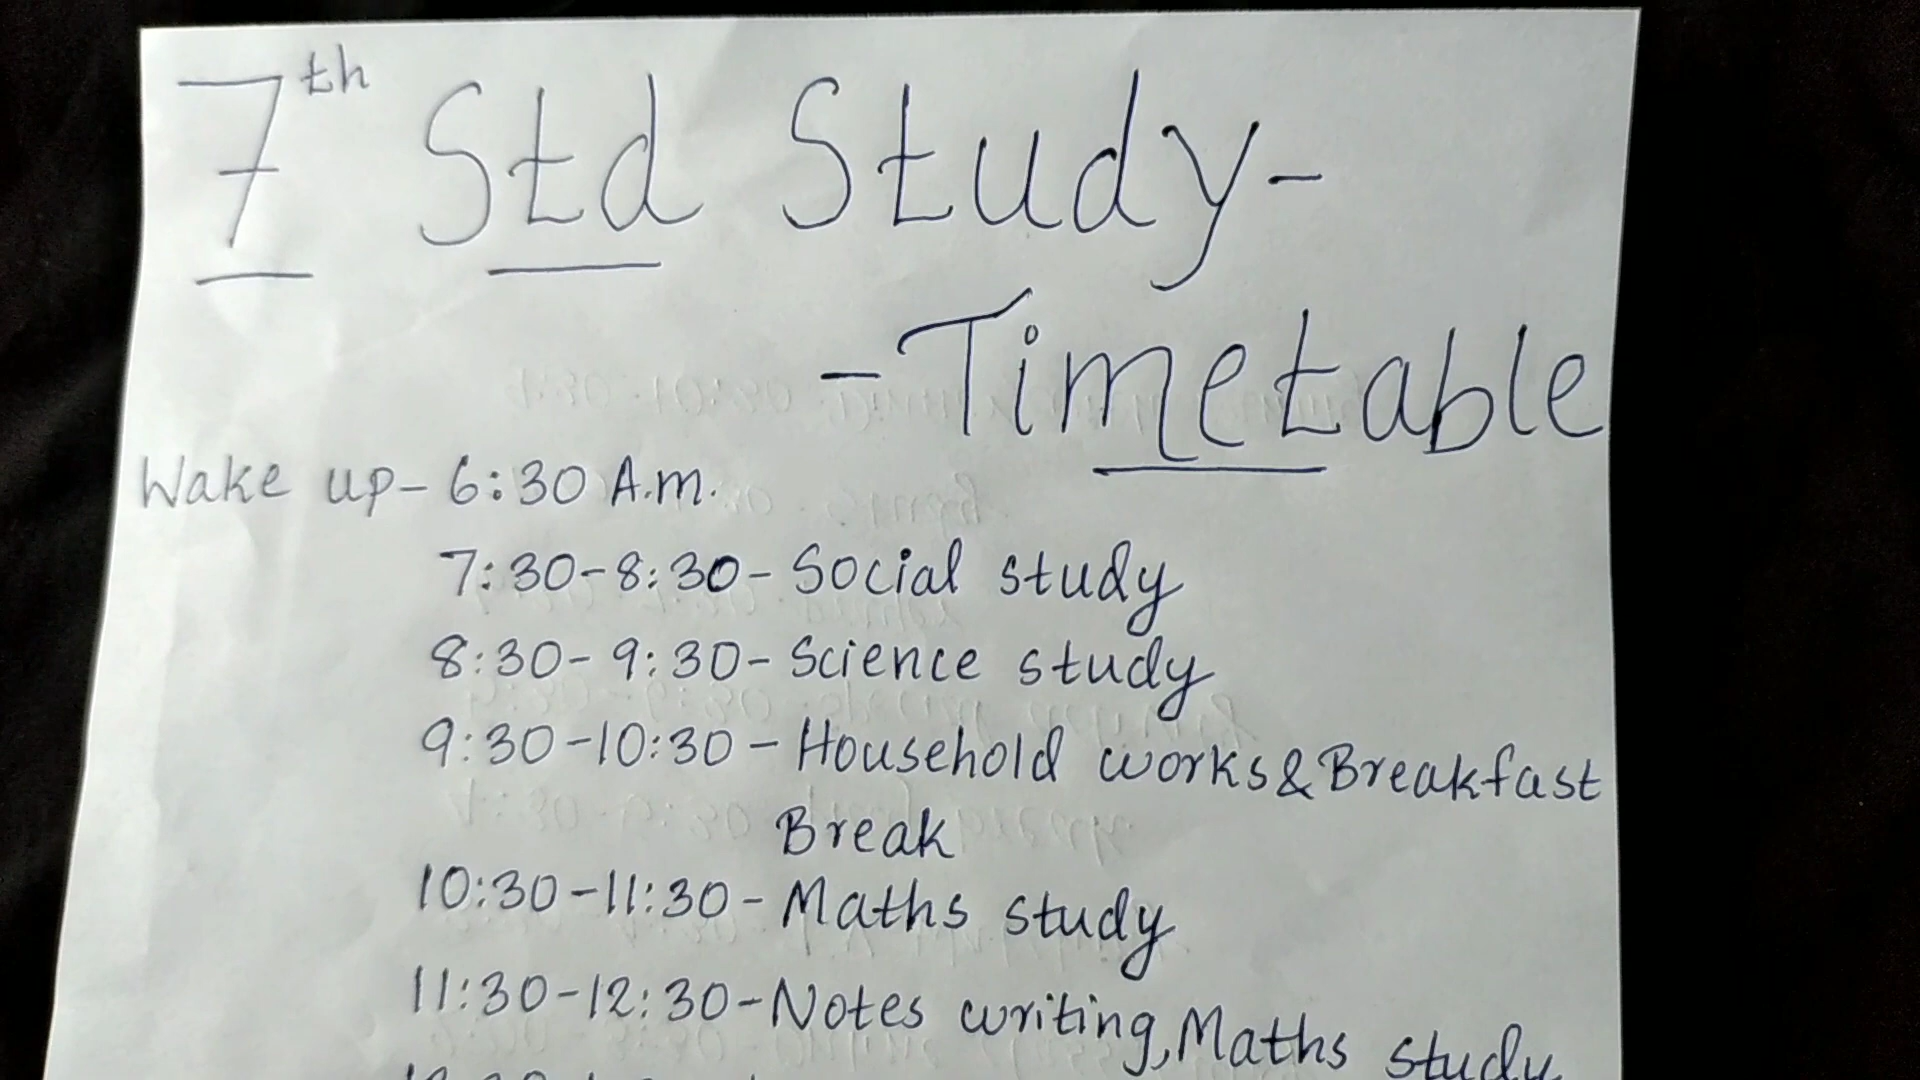 7th Std Study-
-Timetable
Wake up- 6:30 A.m.
7:30-8:30- Social study
8:30-9:30- Science study
9:30-10:30- Household works&Breakfast
Break
10:30-11:30- Maths study
11:30-12:30-Notes writing,Maths study